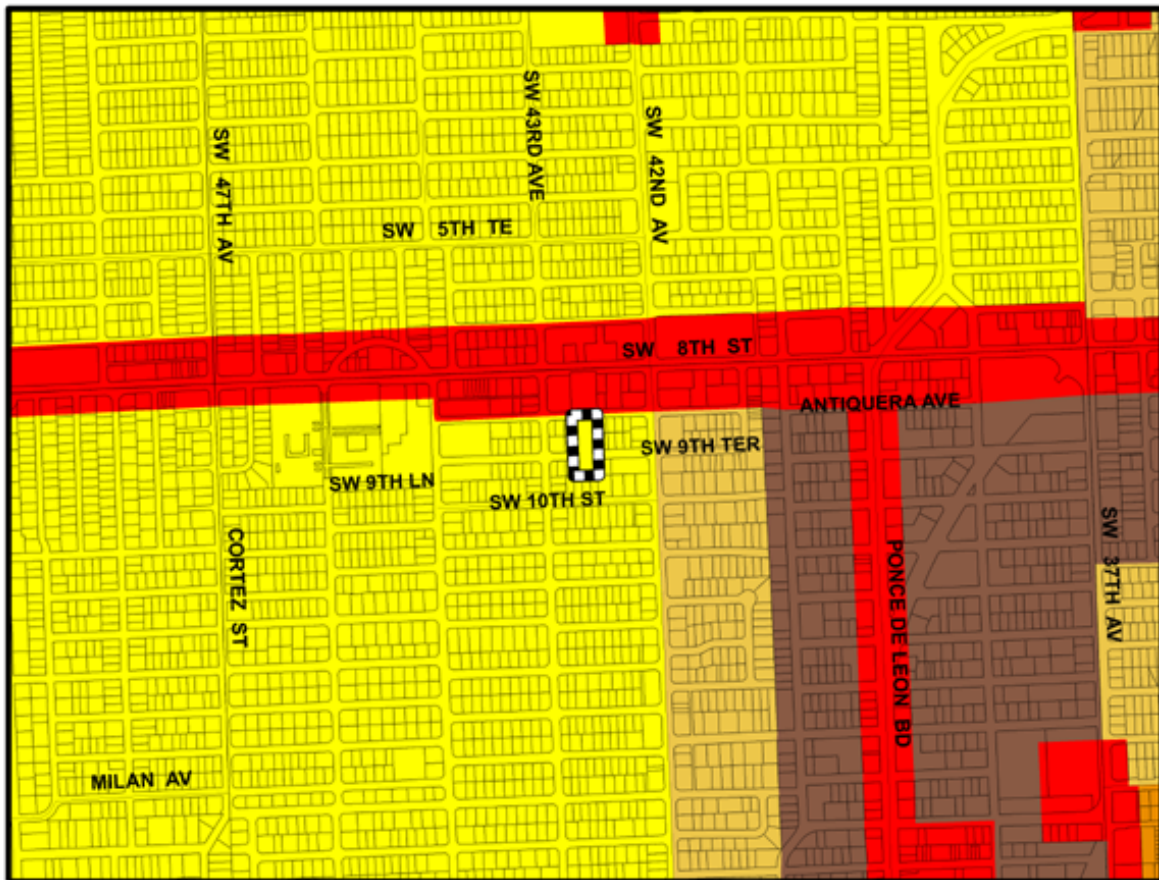 SW 43RD AVE
SW 42ND AV
SW 47TH AV
SW 5TH TE
SW 8TH ST
ANTIQUERA AVE
SW 9TH TER
SW 9TH LN
SW 10TH ST
CORTEZ ST
SW 37TH AV
PONCE DE LEON BD
MILAN AV